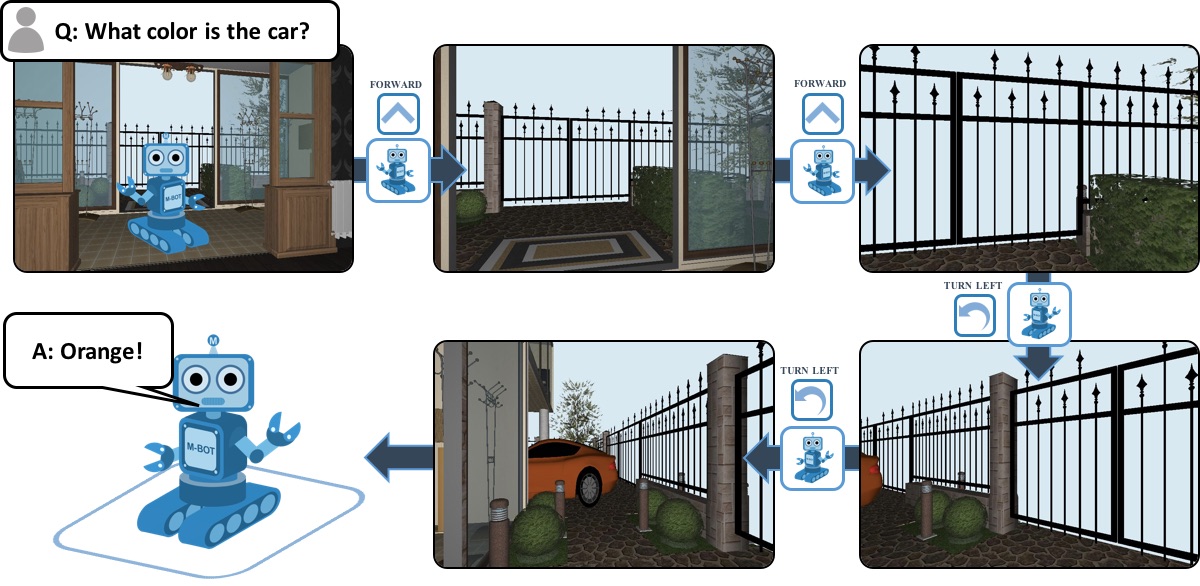 Q: What color is the car?
FORWARD
FORWARD
M-BOT
TURN LEFT
TURN LEFT
A: Orange!
M
M-BOT